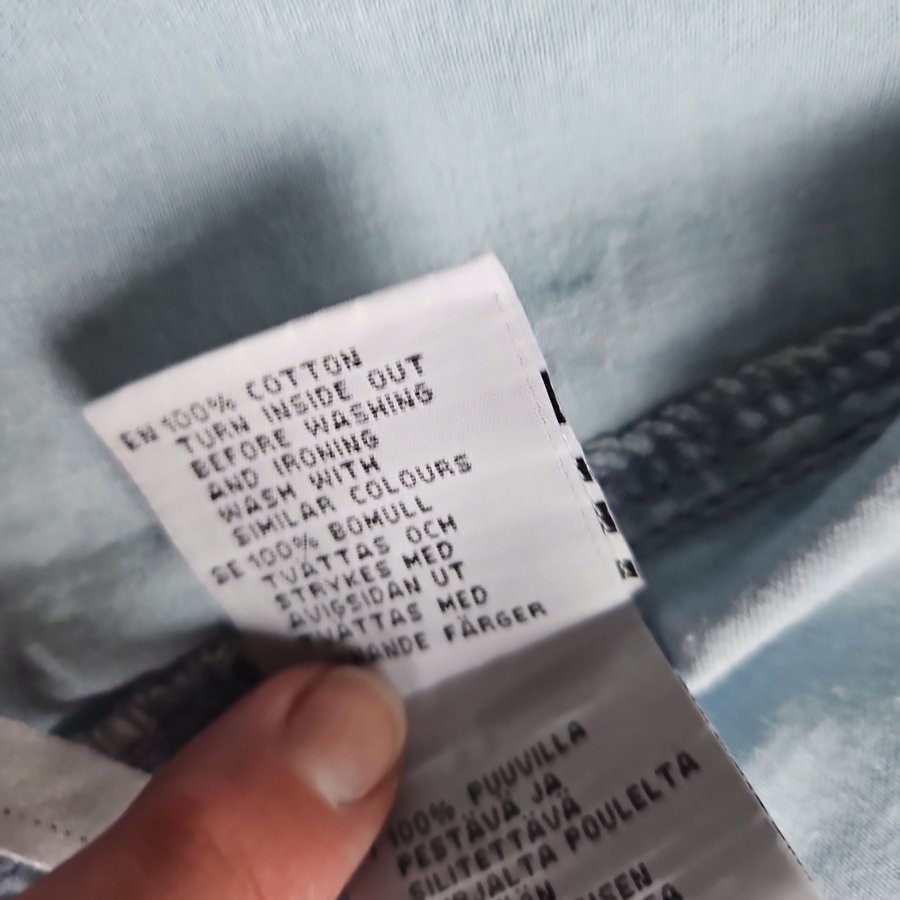 EN 100% COTTON
TURN INSIDE OUT
BEFORE WASHING
AND IRONING
WASH WITH
SIMILAR COLOURS
SE 100% BOMULL
TVÄTTAS OCH
STRYKES MED
AVIGSIDAN UT
TVÄTTAS MED
FÄRGER
100% PUUVILLA
PESTÄVÄ JA
SILITETTÄVÄ
POULELTA